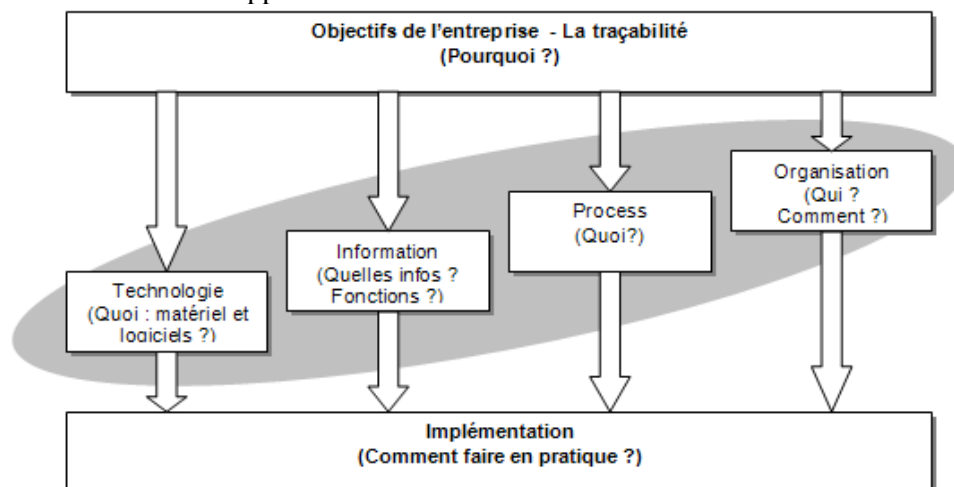 Objectifs de l'entreprise - La traçabilité
(Pourquoi ?)
Organisation
(Qui ?
Comment ?)
Process
(Quoi?)
Information
(Quelles infos ?
Fonctions ?)
Technologie
(Quoi : matériel et
logiciels ?)
Implémentation
(Comment faire en pratique ?)